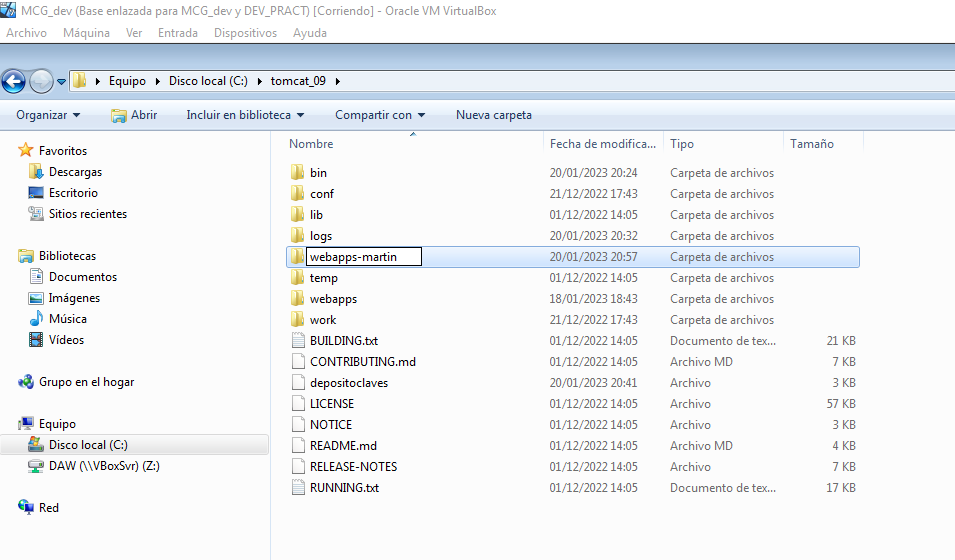 MCG_dev (Base enlazada para MCG_dev y DEV_PRACT) [Corriendo] - Oracle VM VirtualBox
Archivo Máquina Ver Entrada Dispositivos Ayuda
Equipo Disco local (C:) tomcat_09
Organizar Abrir Incluir en biblioteca Compartir con Nueva carpeta
Favoritos
Descargas
Escritorio
Sitios recientes
Bibliotecas
Documentos
Imágenes
Música
Vídeos
Grupo en el hogar
Equipo
Disco local (C:)
DAW (\\VBoxSvr) (Z:)
Red
Nombre Fecha de modifica... Tipo Tamaño
bin 20/01/2023 20:24 Carpeta de archivos
conf 21/12/2022 17:43 Carpeta de archivos
lib 01/12/2022 14:05 Carpeta de archivos
logs 20/01/2023 20:32 Carpeta de archivos
webapps-martin 20/01/2023 20:57 Carpeta de archivos
temp 01/12/2022 14:05 Carpeta de archivos
webapps 18/01/2023 18:43 Carpeta de archivos
work 21/12/2022 17:43 Carpeta de archivos
BUILDING.txt 01/12/2022 14:05 Documento de tex... 21 KB
CONTRIBUTING.md 01/12/2022 14:05 Archivo MD 7 KB
depositoclaves 20/01/2023 20:41 Archivo 3 KB
LICENSE 01/12/2022 14:05 Archivo 57 KB
NOTICE 01/12/2022 14:05 Archivo 3 KB
README.md 01/12/2022 14:05 Archivo MD 4 KB
RELEASE-NOTES 01/12/2022 14:05 Archivo 7 KB
RUNNING.txt 01/12/2022 14:05 Documento de tex... 17 KB